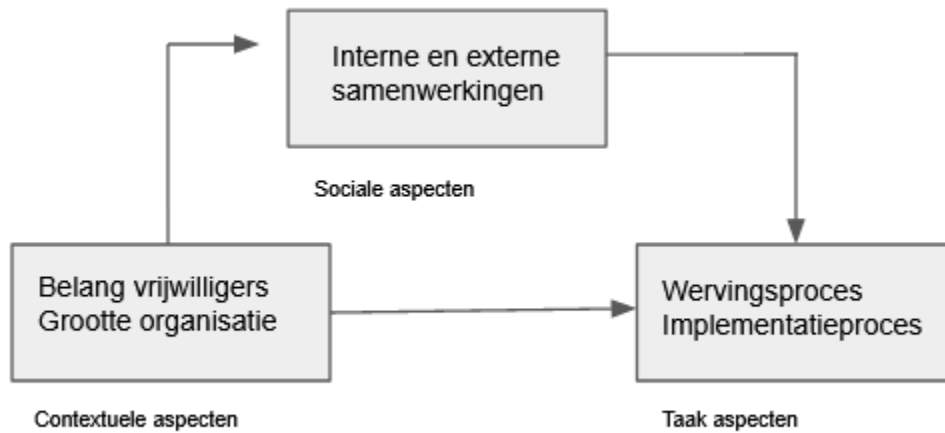 Interne en externe
samenwerkingen
Sociale aspecten
Belang vrijwilligers
Grootte organisatie
Contextuele aspecten
Wervingsproces
Implementatieproces
Taak aspecten